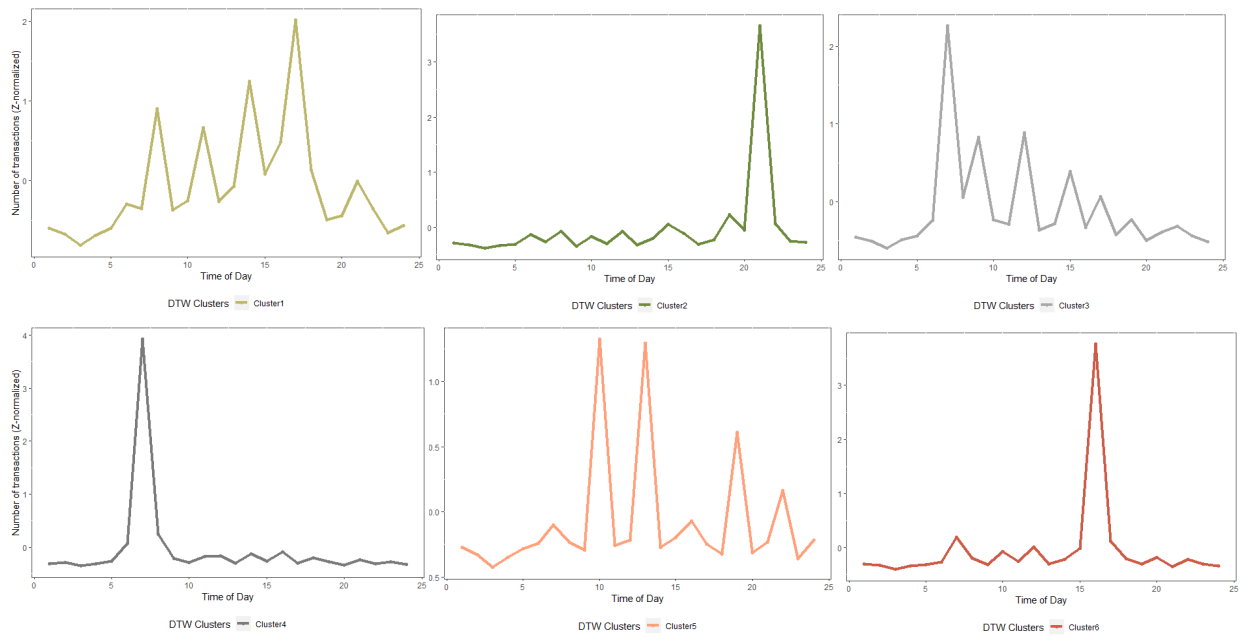 Number of transactions (Z-normalized)
2
1
0
0 5 10 15 20 25
Time of Day
DTW Clusters Cluster1
3
2
1
0
0 5 10 15 20 25
Time of Day
DTW Clusters Cluster2
2
1
0
0 5 10 15 20 25
Time of Day
DTW Clusters Cluster3
Number of transactions (Z-normalized)
4
3
2
1
0
0 5 10 15 20 25
Time of Day
DTW Clusters Cluster4
1.0
0.5
0.0
0.5
0 5 10 15 20 25
Time of Day
DTW Clusters Cluster5
3
2
1
0
0 5 10 15 20 25
Time of Day
DTW Clusters Cluster6